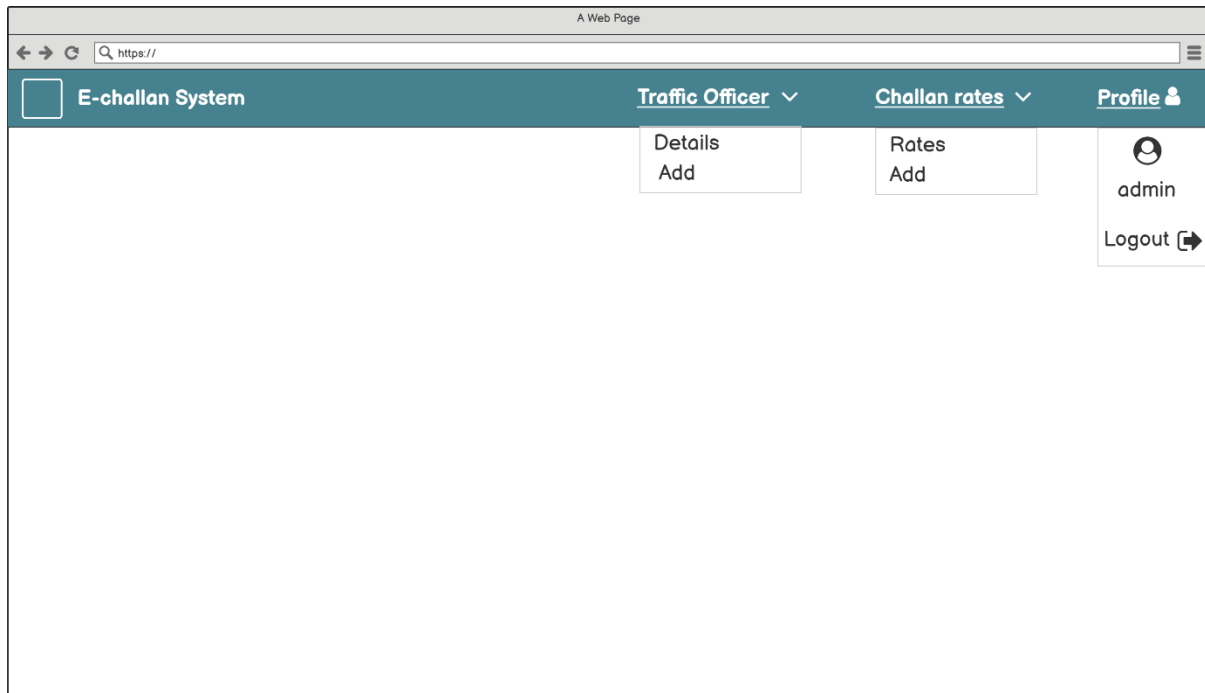 A Web Page
https://
E-challan System
Traffic Officer
Challan rates
Profile
Details
Add
Rates
Add
admin
Logout